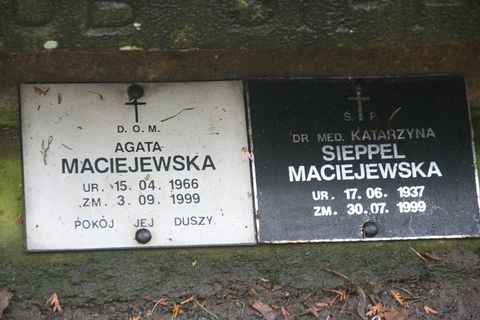 D. O. M.
AGATA
MACIEJEWSKA
UR. 15. 04. 1966
ZM. 3. 09. 1999
POKÓJ JEJ DUSZY
Ś. P.
DR MED. KATARZYNA
SIEPPEL
MACIEJEWSKA
UR. 17. 06. 1937
ZM. 30. 07. 1999